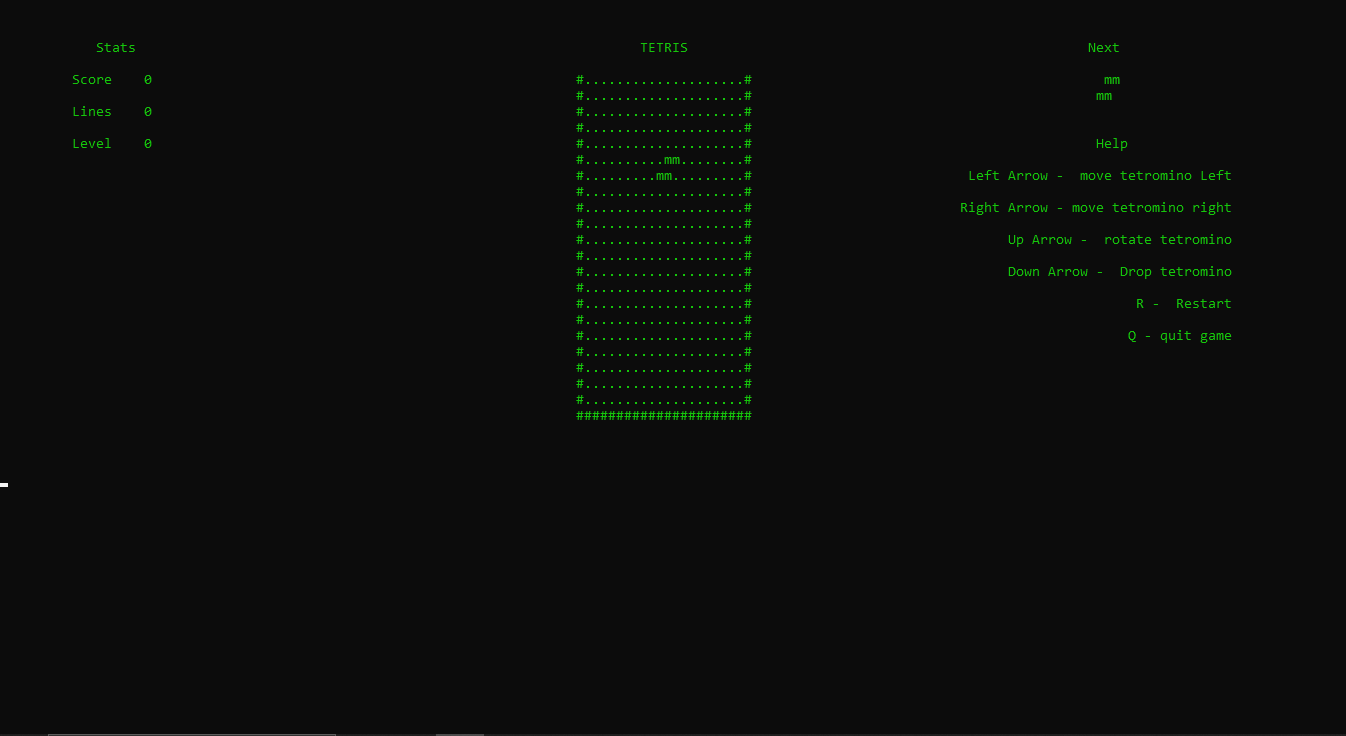 Stats
Score    0
Lines    0
Level    0
TETRIS
#....................#
#....................#
#....................#
#....................#
#....................#
#..........mm........#
#.........mm.........#
#....................#
#....................#
#....................#
#....................#
#....................#
#....................#
#....................#
#....................#
#....................#
#....................#
#....................#
#....................#
#....................#
#....................#
######################
Next
 mm
mm
Help
Left Arrow -  move tetromino Left
Right Arrow - move tetromino right
Up Arrow -  rotate tetromino
Down Arrow -  Drop tetromino
R -  Restart
Q - quit game